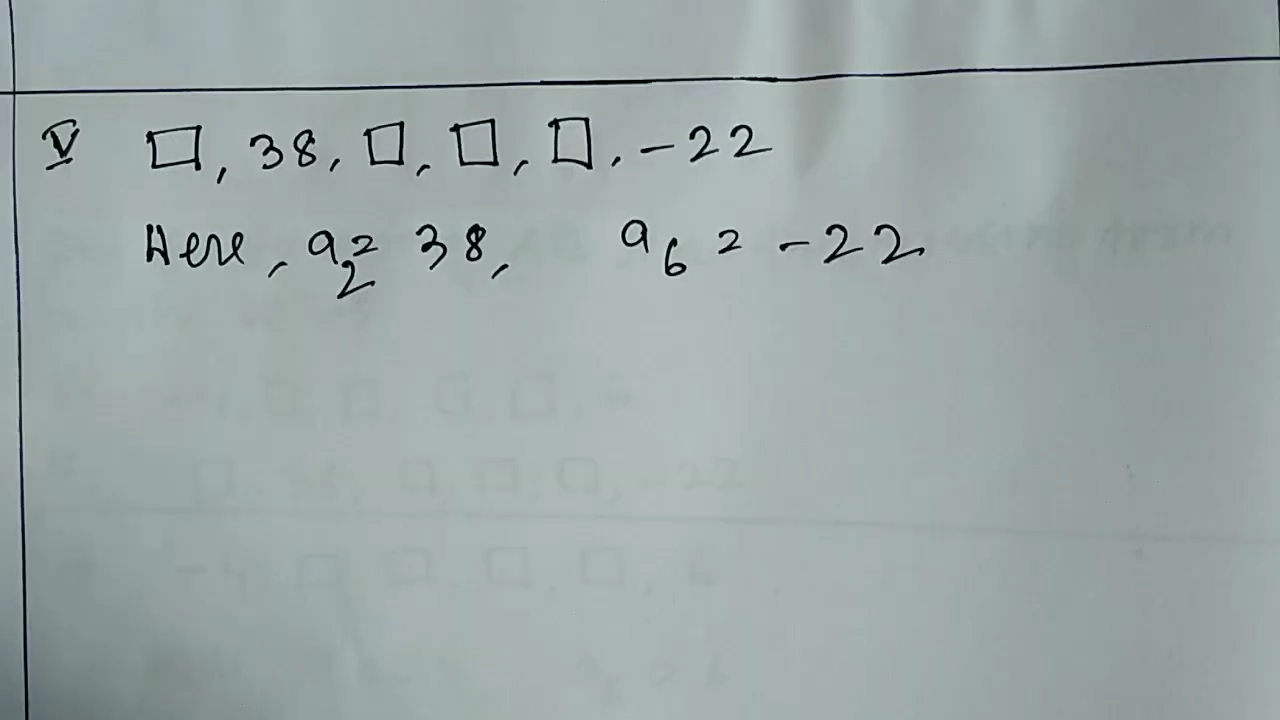 V □, 38, □, □, □, -22
Here, a₂ = 38, a₆ = -22